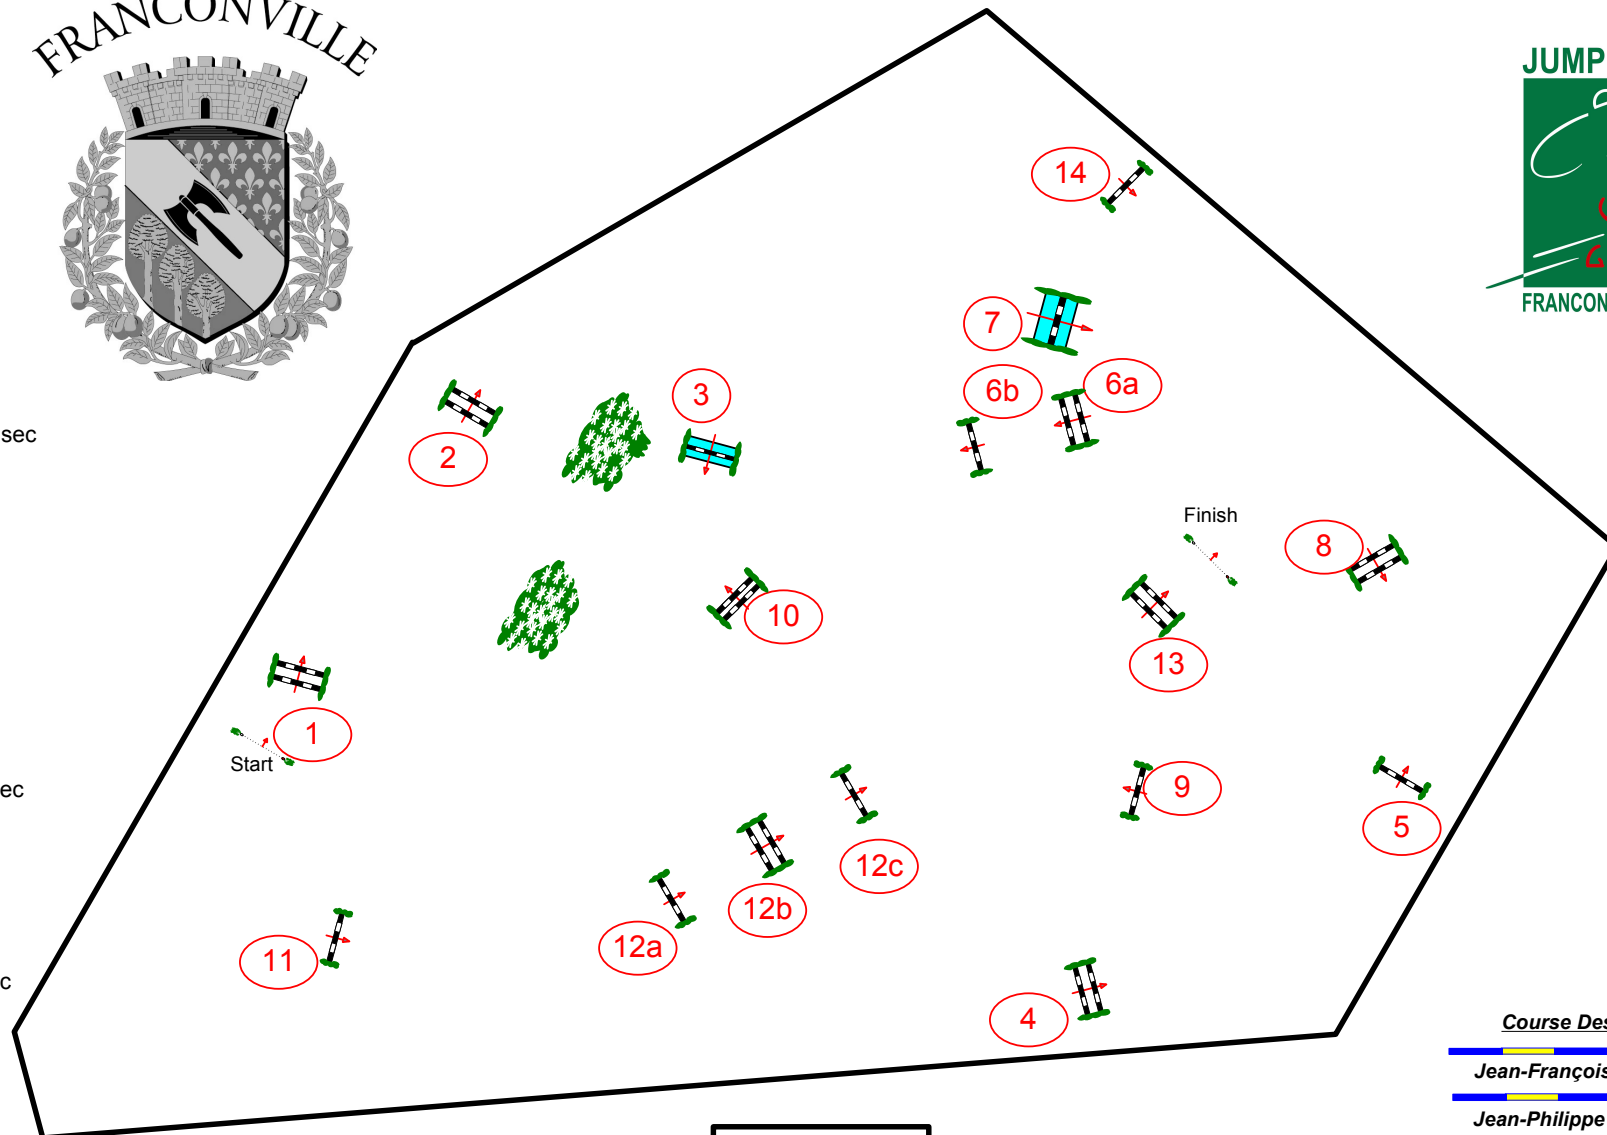 FRANCONVILLE
JUMP
FRANCON
14
7
6b
6a
3
2
sec
Finish
8
10
13
1
Start
ec
9
5
12c
12b
12a
11
c
4
Course Des
Jean-François
Jean-Philippe